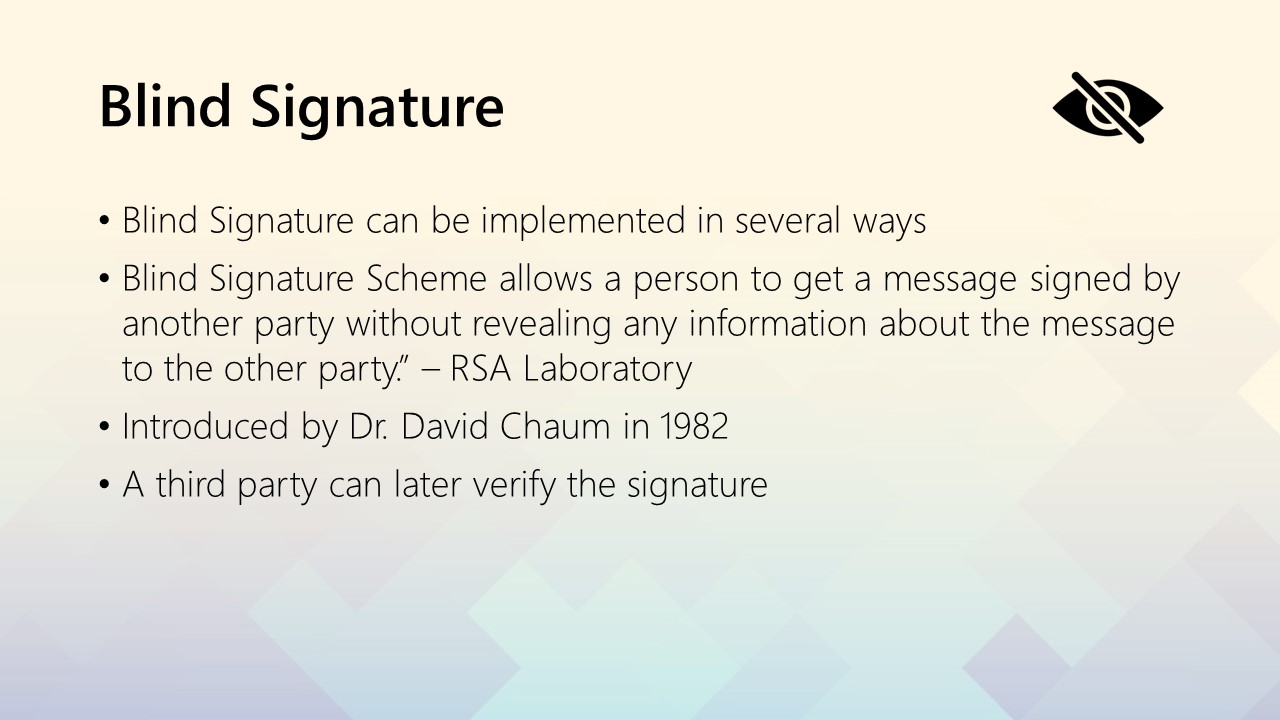 Blind Signature
• Blind Signature can be implemented in several ways
• Blind Signature Scheme allows a person to get a message signed by
another party without revealing any information about the message
to the other party.” – RSA Laboratory
• Introduced by Dr. David Chaum in 1982
• A third party can later verify the signature